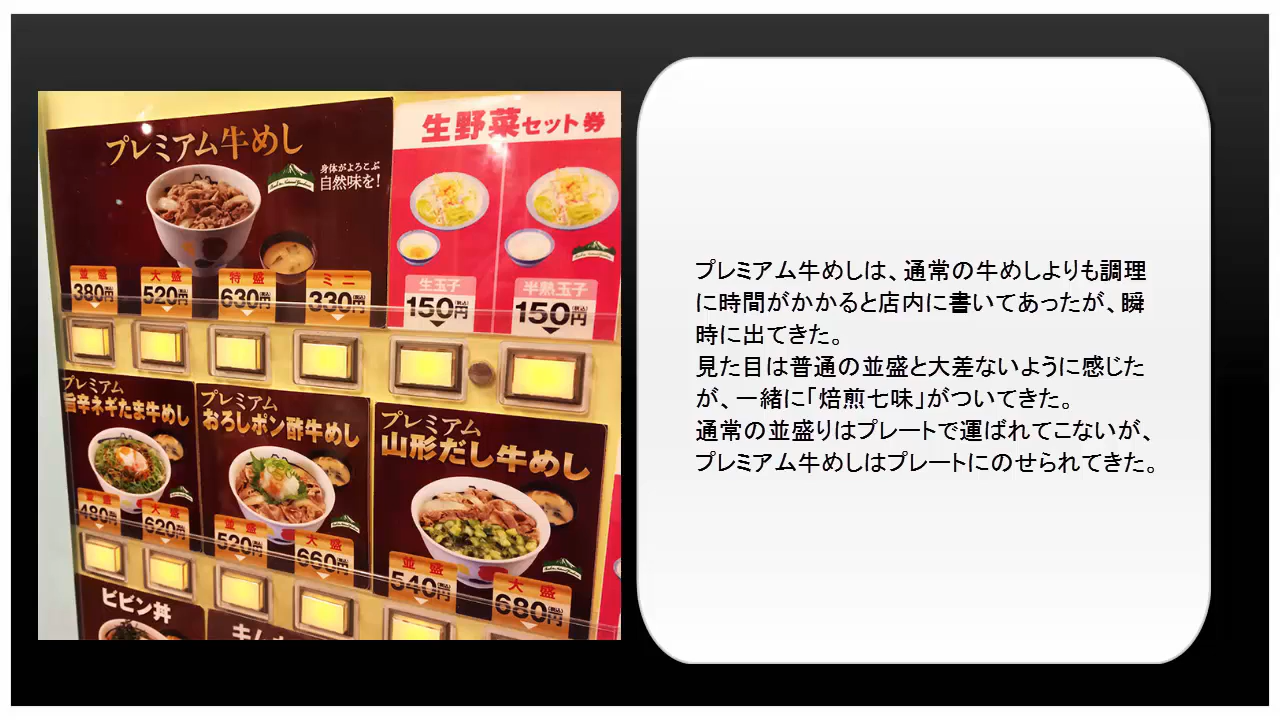 プレミアム牛めし
身体がよろこぶ
自然味を!
並盛 大盛 特盛 ミニ
380円 520円 630円 330円
生野菜セット券
生玉子 半熟玉子
150円 150円
プレミアム
旨辛ネギたま牛めし
並盛 大盛
480円 620円
プレミアム
おろしポン酢牛めし
並盛 大盛
520円 660円
プレミアム
山形だし牛めし
並盛 大盛
540円 680円
ビビン丼
プレミアム牛めしは、通常の牛めしよりも調理
に時間がかかると店内に書いてあったが、瞬
時に出てきた。
見た目は普通の並盛と大差ないように感じた
が、一緒に「焙煎七味」がついてきた。
通常の並盛りはプレートで運ばれてこないが、
プレミアム牛めしはプレートにのせられてきた。